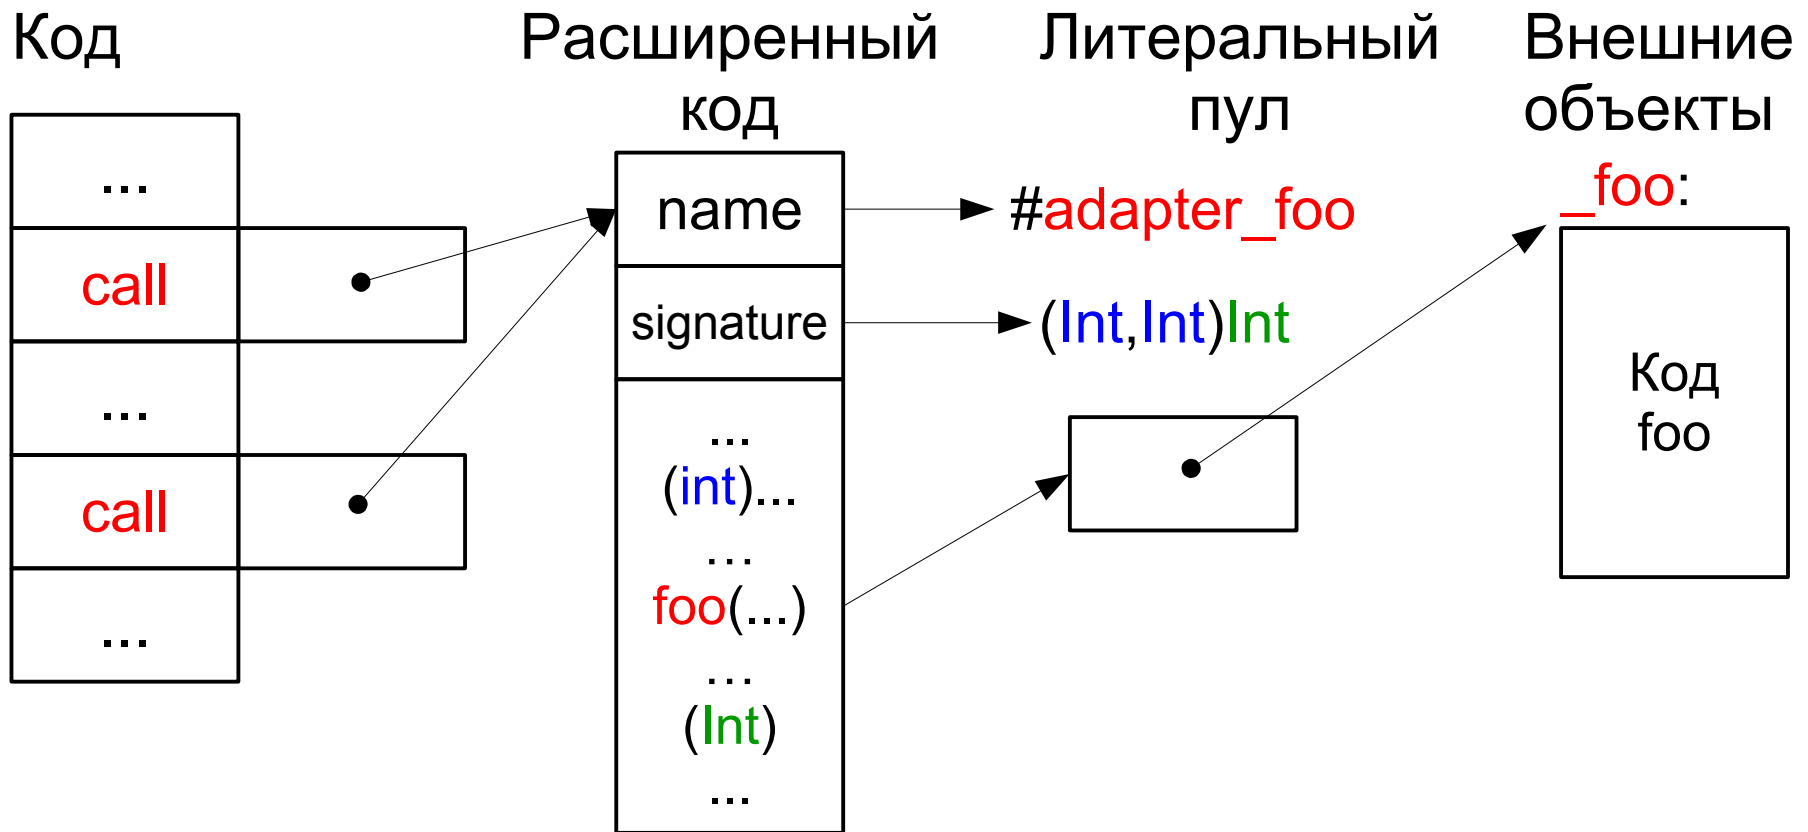 Код
Расширенный
код
Литеральный
пул
Внешние
объекты
...
call
...
call
...
name
signature
...
(int)...
...
foo(...)
...
(Int)
...
#adapter_foo
(Int,Int)Int
_foo:
Код
foo